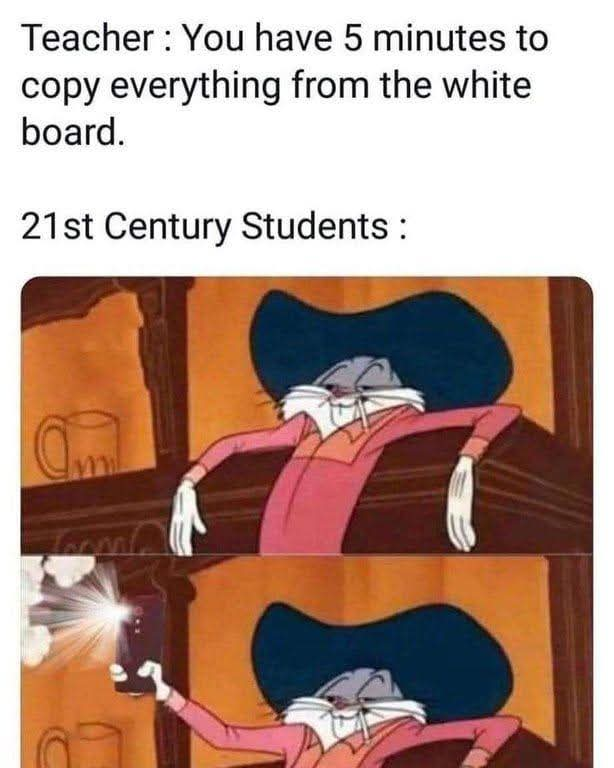 Teacher : You have 5 minutes to
copy everything from the white
board.
21st Century Students :